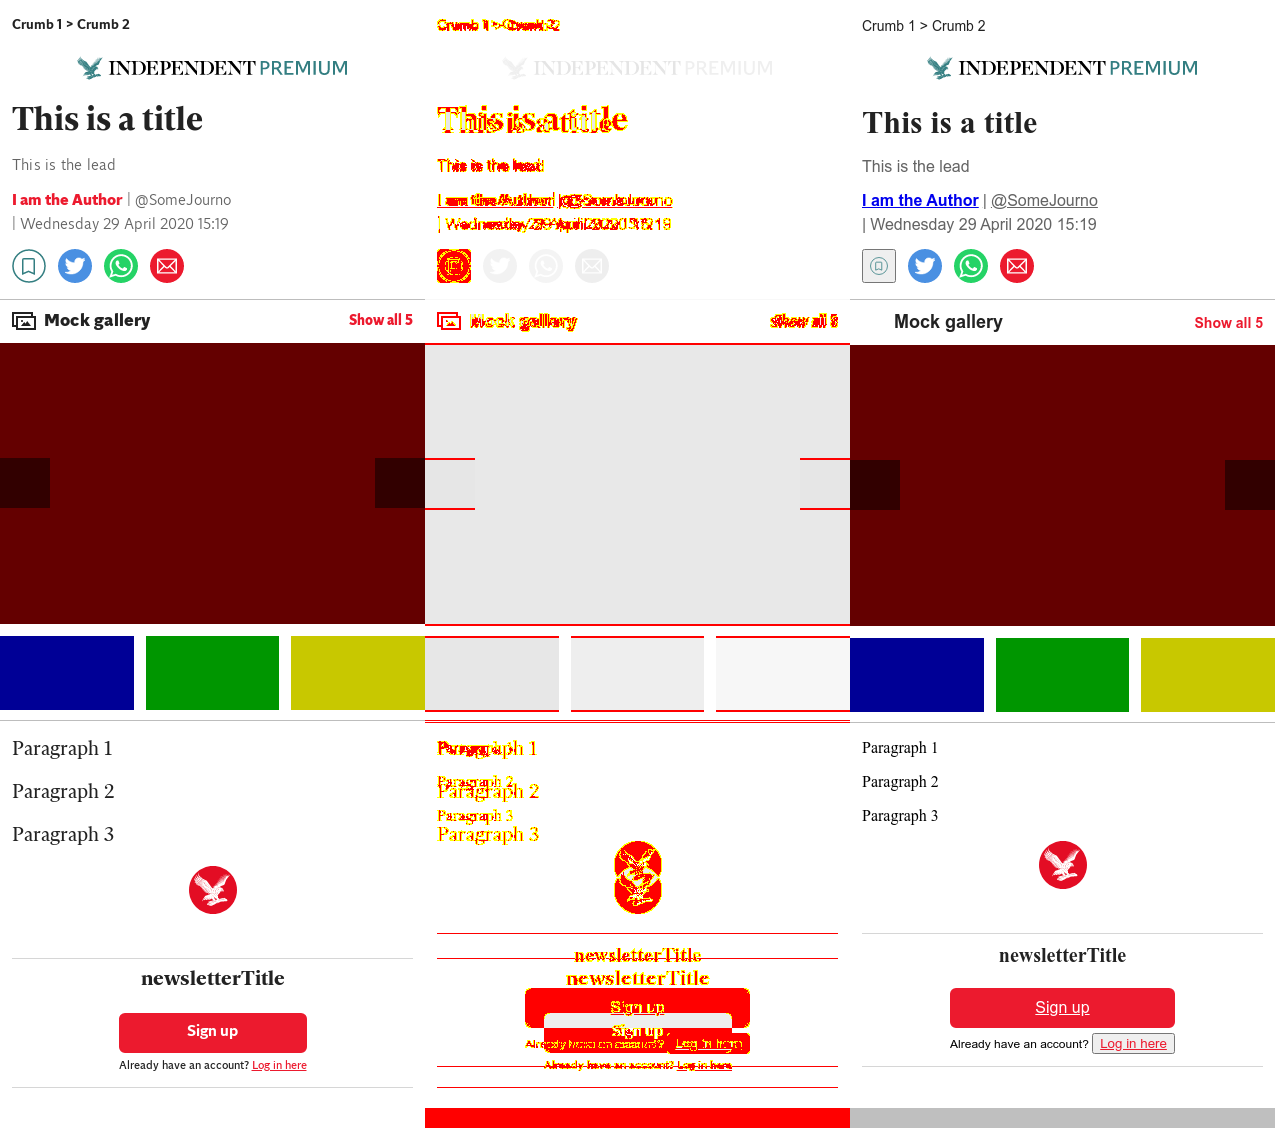 Crumb 1 > Crumb 2
INDEPENDENT PREMIUM
This is a title
This is the lead
I am the Author | @SomeJourno
| Wednesday 29 April 2020 15:19
Mock gallery Show all 5
Paragraph 1
Paragraph 2
Paragraph 3
newsletterTitle
Sign up
Already have an account? Log in here
Crumb 1 > Crumb 2
INDEPENDENT PREMIUM
This is a title
This is the lead
I am the Author | @SomeJourno
| Wednesday 29 April 2020 15:19
Mock gallery Show all 5
Paragraph 1
Paragraph 2
Paragraph 2
Paragraph 3
Paragraph 3
newsletterTitle
newsletterTitle
Sign up
Sign up
Already have an account? Log in here
Already have an account? Log in here
Crumb 1 > Crumb 2
INDEPENDENT PREMIUM
This is a title
This is the lead
I am the Author | @SomeJourno
| Wednesday 29 April 2020 15:19
Mock gallery Show all 5
Paragraph 1
Paragraph 2
Paragraph 3
newsletterTitle
Sign up
Already have an account? Log in here